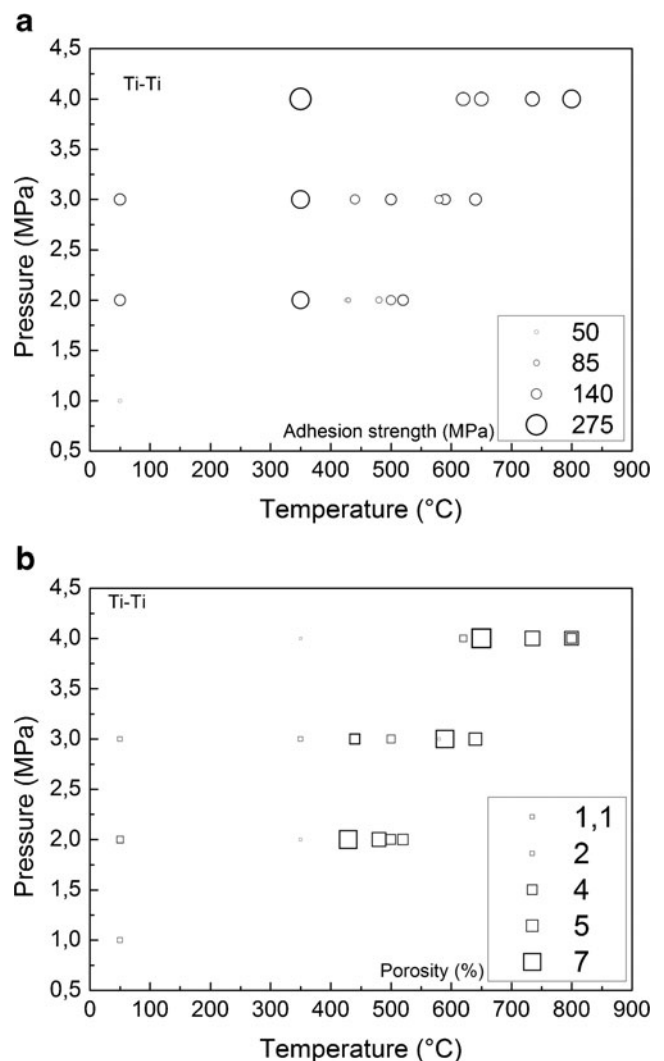 a
4,5
Ti-Ti
4,0
3,5
3,0
2,5
2,0
1,5
1,0
0,5
Pressure (MPa)
50
85
140
275
Adhesion strength (MPa)
0 100 200 300 400 500 600 700 800 900
Temperature (°C)
b
4,5
Ti-Ti
4,0
3,5
3,0
2,5
2,0
1,5
1,0
0,5
Pressure (MPa)
1,1
2
4
5
7
Porosity (%)
0 100 200 300 400 500 600 700 800 900
Temperature (°C)